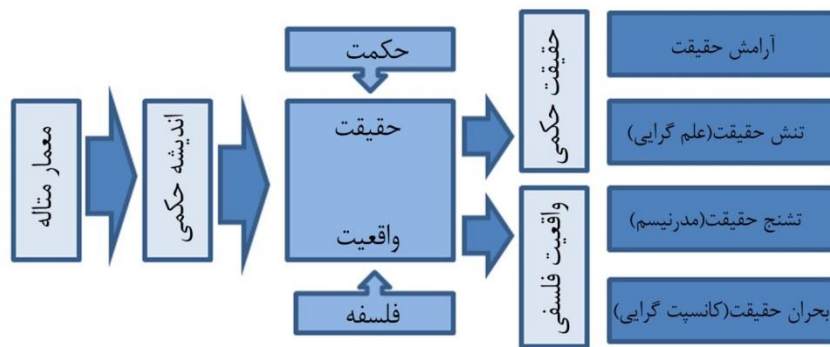 معمار متاله
اندیشه حکمی
حکمت
حقیقت
واقعیت
فلسفه
حقیقت حکمی
واقعیت فلسفی
آرامش حقیقت
تنش حقیقت(علم گرایی)
تشنج حقیقت(مدرنیسم)
بحران حقیقت(کانسپت گرایی)